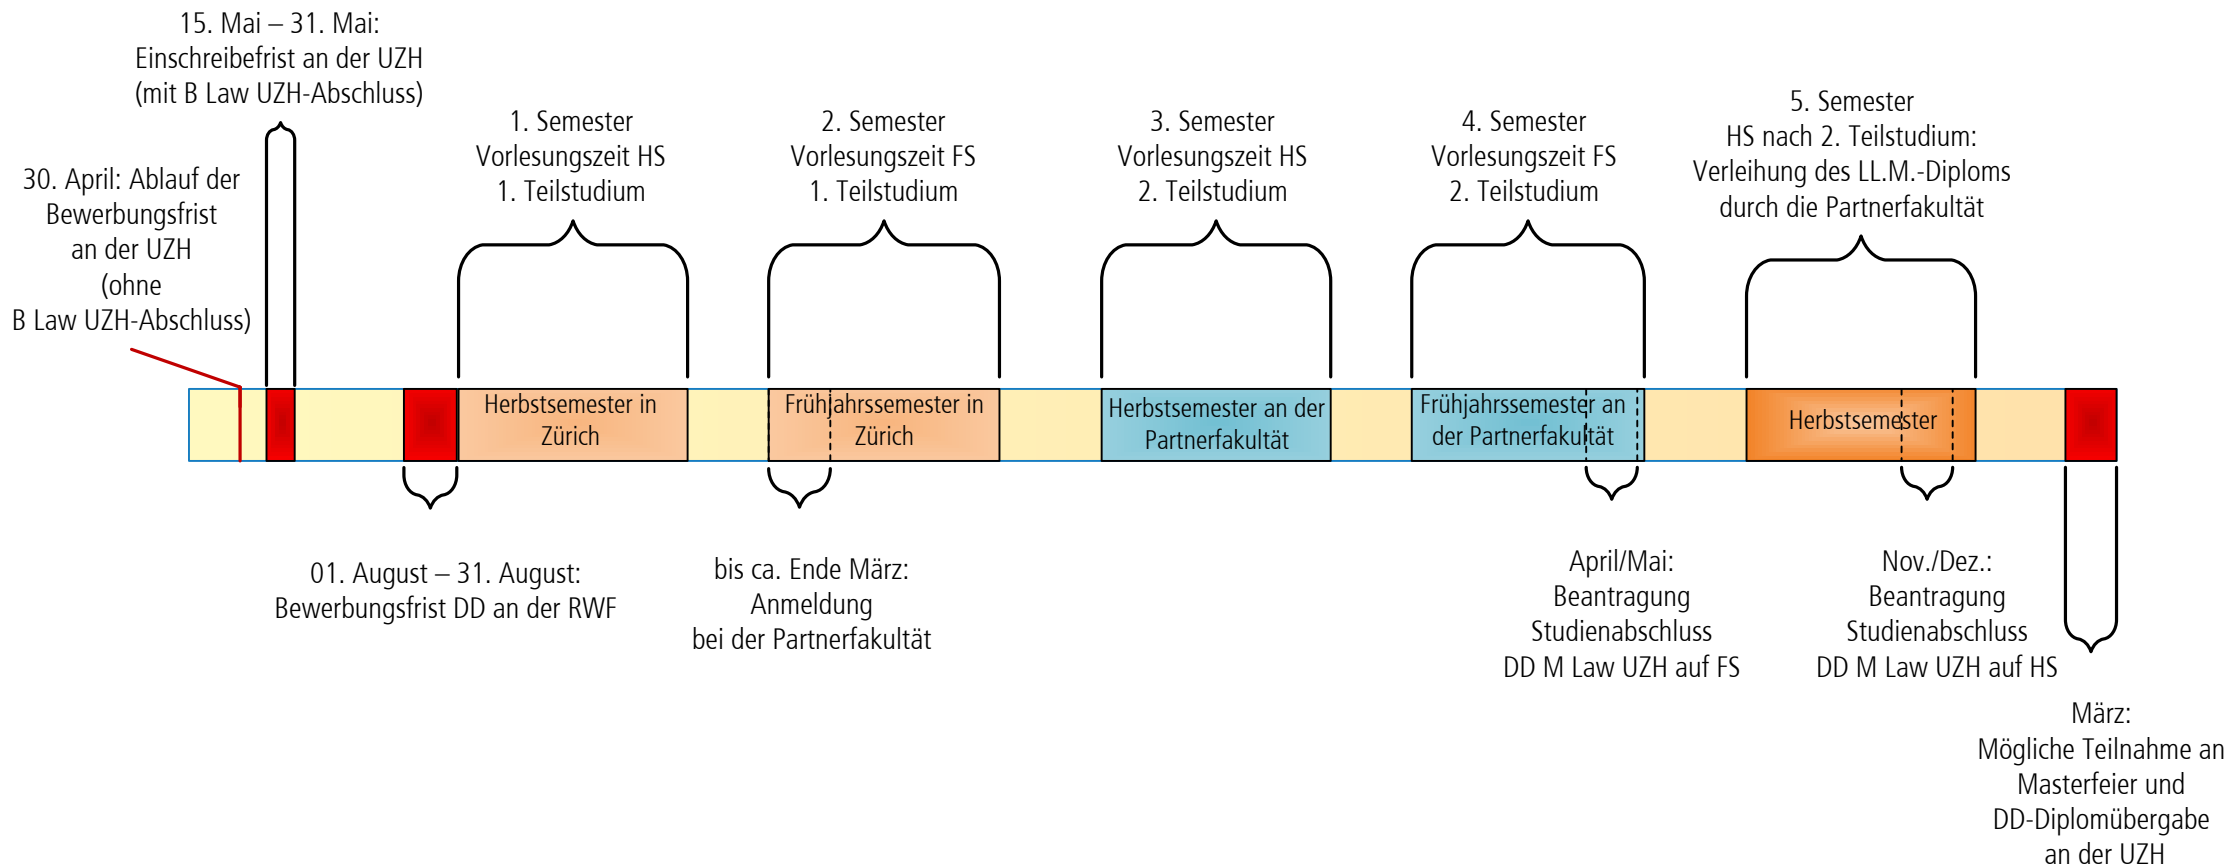 15. Mai – 31. Mai:
Einschreibefrist an der UZH
(mit B Law UZH-Abschluss)
30. April: Ablauf der
Bewerbungsfrist
an der UZH
(ohne
B Law UZH-Abschluss)
1. Semester
Vorlesungszeit HS
1. Teilstudium
2. Semester
Vorlesungszeit FS
1. Teilstudium
3. Semester
Vorlesungszeit HS
2. Teilstudium
4. Semester
Vorlesungszeit FS
2. Teilstudium
5. Semester
HS nach 2. Teilstudium:
Verleihung des LL.M.-Diploms
durch die Partnerfakultät
Herbstsemester in
Zürich
Frühjahrssemester in
Zürich
Herbstsemester an der
Partnerfakultät
Frühjahrssemester an
der Partnerfakultät
Herbstsemester
01. August – 31. August:
Bewerbungsfrist DD an der RWF
bis ca. Ende März:
Anmeldung
bei der Partnerfakultät
April/Mai:
Beantragung
Studienabschluss
DD M Law UZH auf FS
Nov./Dez.:
Beantragung
Studienabschluss
DD M Law UZH auf HS
März:
Mögliche Teilnahme an
Masterfeier und
DD-Diplomübergabe
an der UZH